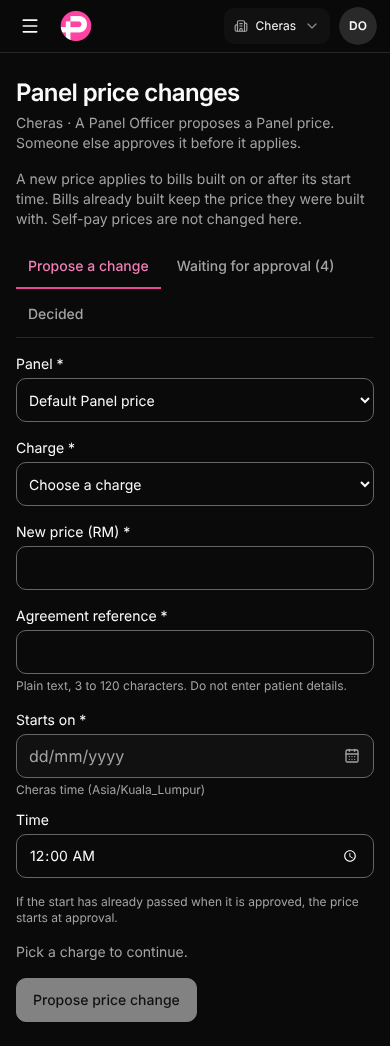 Cheras
DO
Panel price changes
Cheras · A Panel Officer proposes a Panel price.
Someone else approves it before it applies.
A new price applies to bills built on or after its start
time. Bills already built keep the price they were built
with. Self-pay prices are not changed here.
Propose a change
Waiting for approval (4)
Decided
Panel *
Default Panel price
Charge *
Choose a charge
New price (RM) *
Agreement reference *
Plain text, 3 to 120 characters. Do not enter patient details.
Starts on *
dd/mm/yyyy
Cheras time (Asia/Kuala_Lumpur)
Time
12:00 AM
If the start has already passed when it is approved, the price
starts at approval.
Pick a charge to continue.
Propose price change